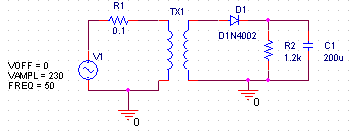 R1
0.1
TX1
D1
D1N4002
V1
VOFF = 0
VAMPL = 230
FREQ = 50
R2
1.2k
C1
200u
0
0